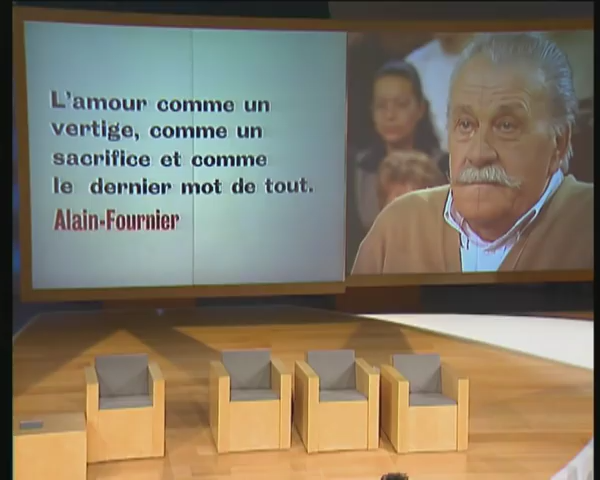 L'amour comme un
vertige, comme un
sacrifice et comme
le dernier mot de tout.
Alain-Fournier